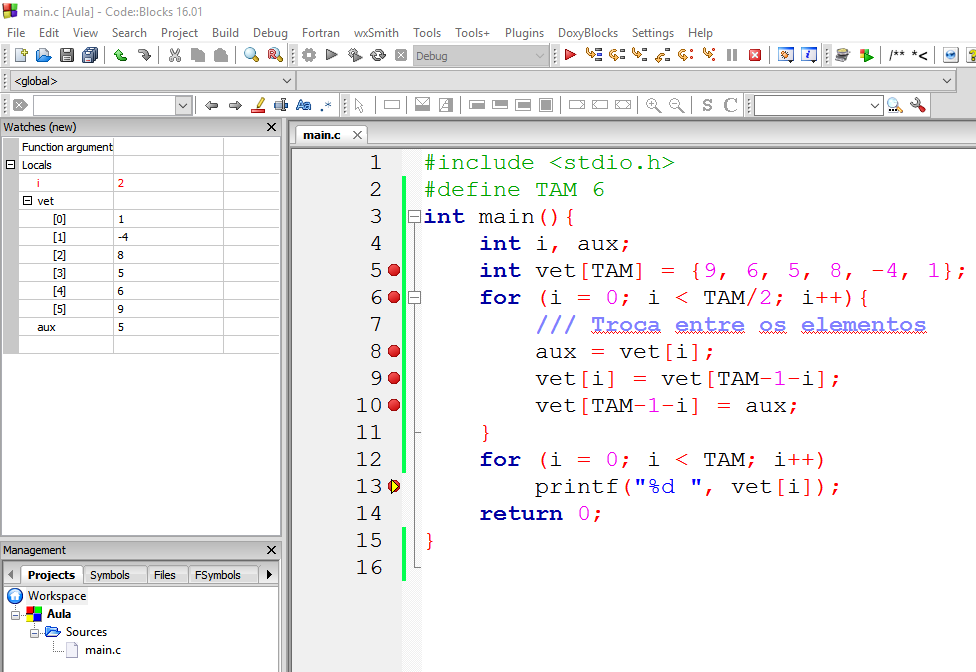 main.c [Aula] - Code::Blocks 16.01
File Edit View Search Project Build Debug Fortran wxSmith Tools Tools+ Plugins DoxyBlocks Settings Help
Debug /** *<
<global>
Aa .* S C
Watches (new)
Function argument
Locals
i 2
vet
[0] 1
[1] -4
[2] 8
[3] 5
[4] 6
[5] 9
aux 5
main.c
1 #include <stdio.h>
2 #define TAM 6
3 int main(){
4 int i, aux;
5 int vet[TAM] = {9, 6, 5, 8, -4, 1};
6 for (i = 0; i < TAM/2; i++){
7 /// Troca entre os elementos
8 aux = vet[i];
9 vet[i] = vet[TAM-1-i];
10 vet[TAM-1-i] = aux;
11 }
12 for (i = 0; i < TAM; i++)
13 printf("%d ", vet[i]);
14 return 0;
15 }
16
Management
Projects Symbols Files FSymbols
Workspace
Aula
Sources
main.c